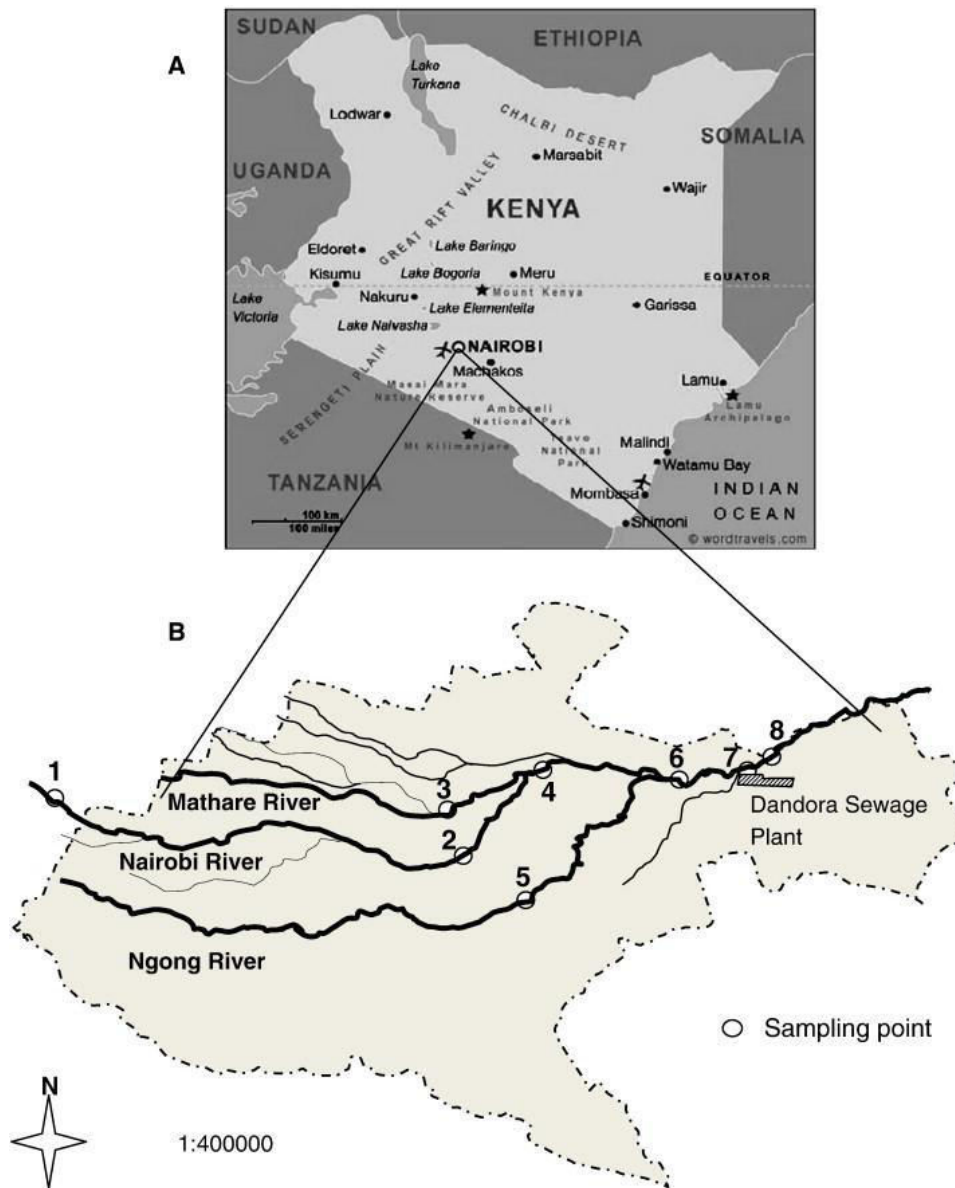 A
SUDAN
ETHIOPIA
Lake
Turkana
Lodwar
CHALBI DESERT
SOMALIA
Marsabit
UGANDA
GREAT RIFT VALLEY
Wajir
KENYA
Eldoret
Lake Baringo
Kisumu
Lake Bogoria
Meru
EQUATOR
Nakuru
Mount Kenya
Lake
Victoria
Lake Elementeita
Garissa
Lake Naivasha
NAIROBI
Machakos
SERENGETI PLAIN
Masai Mara
Nature Reserve
Lamu
Lamu
Archipelago
Amboseli
National Park
Tsavo
National
Park
Mt Kilimanjaro
Malindi
Watamu Bay
TANZANIA
Mombasa
INDIAN
OCEAN
100 km
100 miles
Shimoni
© wordtravels.com
B
1
Mathare River
3
4
6
7
8
Dandora Sewage
Plant
Nairobi River
2
5
Ngong River
Sampling point
N
1:400000